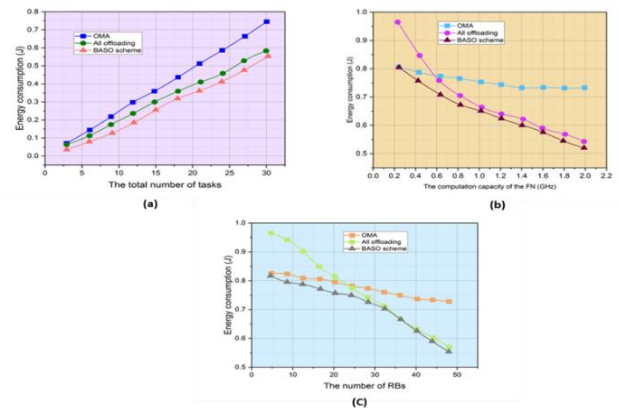 0.8
0.7
0.6
0.5
0.4
0.3
0.2
0.1
0.0
Energy consumption (J)
OMA
All offloading
BASO scheme
0 5 10 15 20 25 30
The total number of tasks
(a)
1.0
0.9
0.8
0.7
0.6
0.5
Energy consumption (J)
OMA
All offloading
BASO scheme
0.0 0.2 0.4 0.6 0.8 1.0 1.2 1.4 1.6 1.8 2.0 2.2
The computation capacity of the FN (GHz)
(b)
1.0
0.9
0.8
0.7
0.6
0.5
Energy consumption (J)
OMA
All offloading
BASO scheme
0 10 20 30 40 50
The number of RBs
(C)